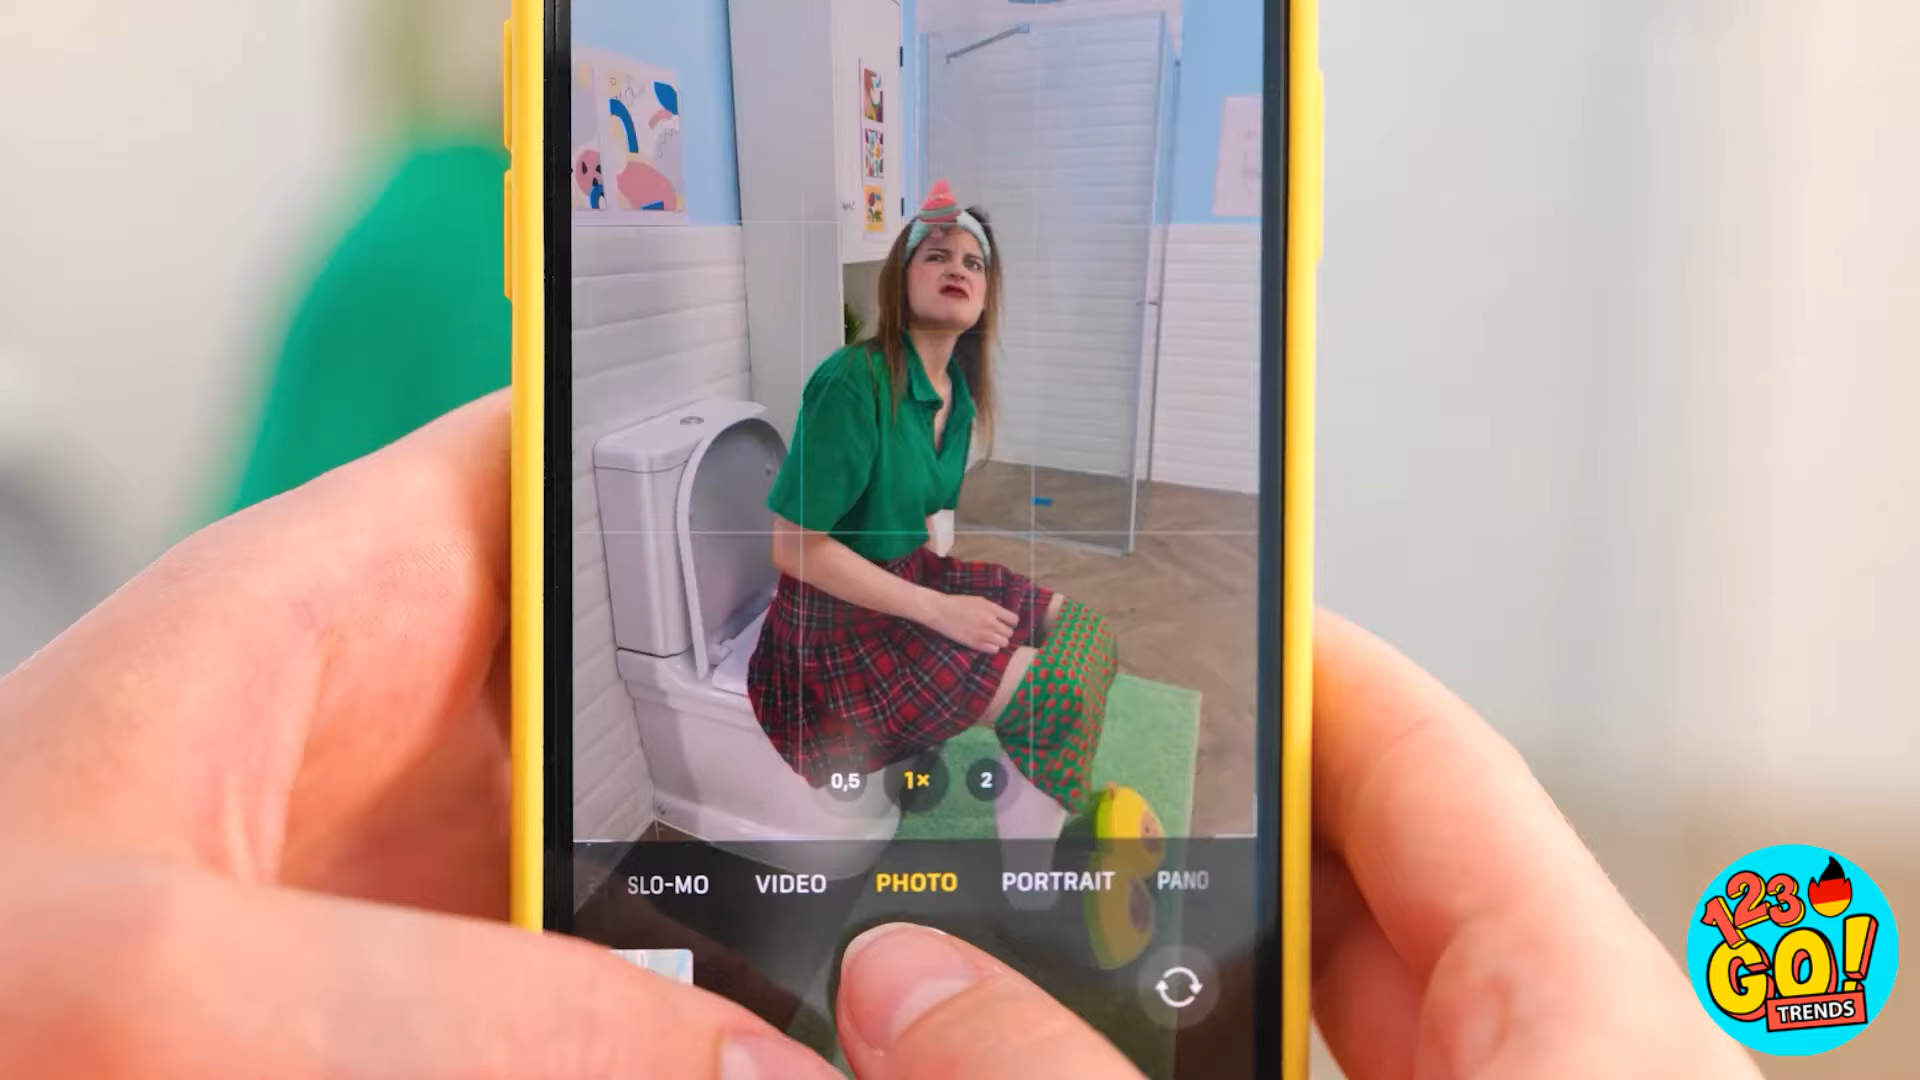 0,5 1× 2
SLO-MO VIDEO PHOTO PORTRAIT PANO
123
GO!
TRENDS